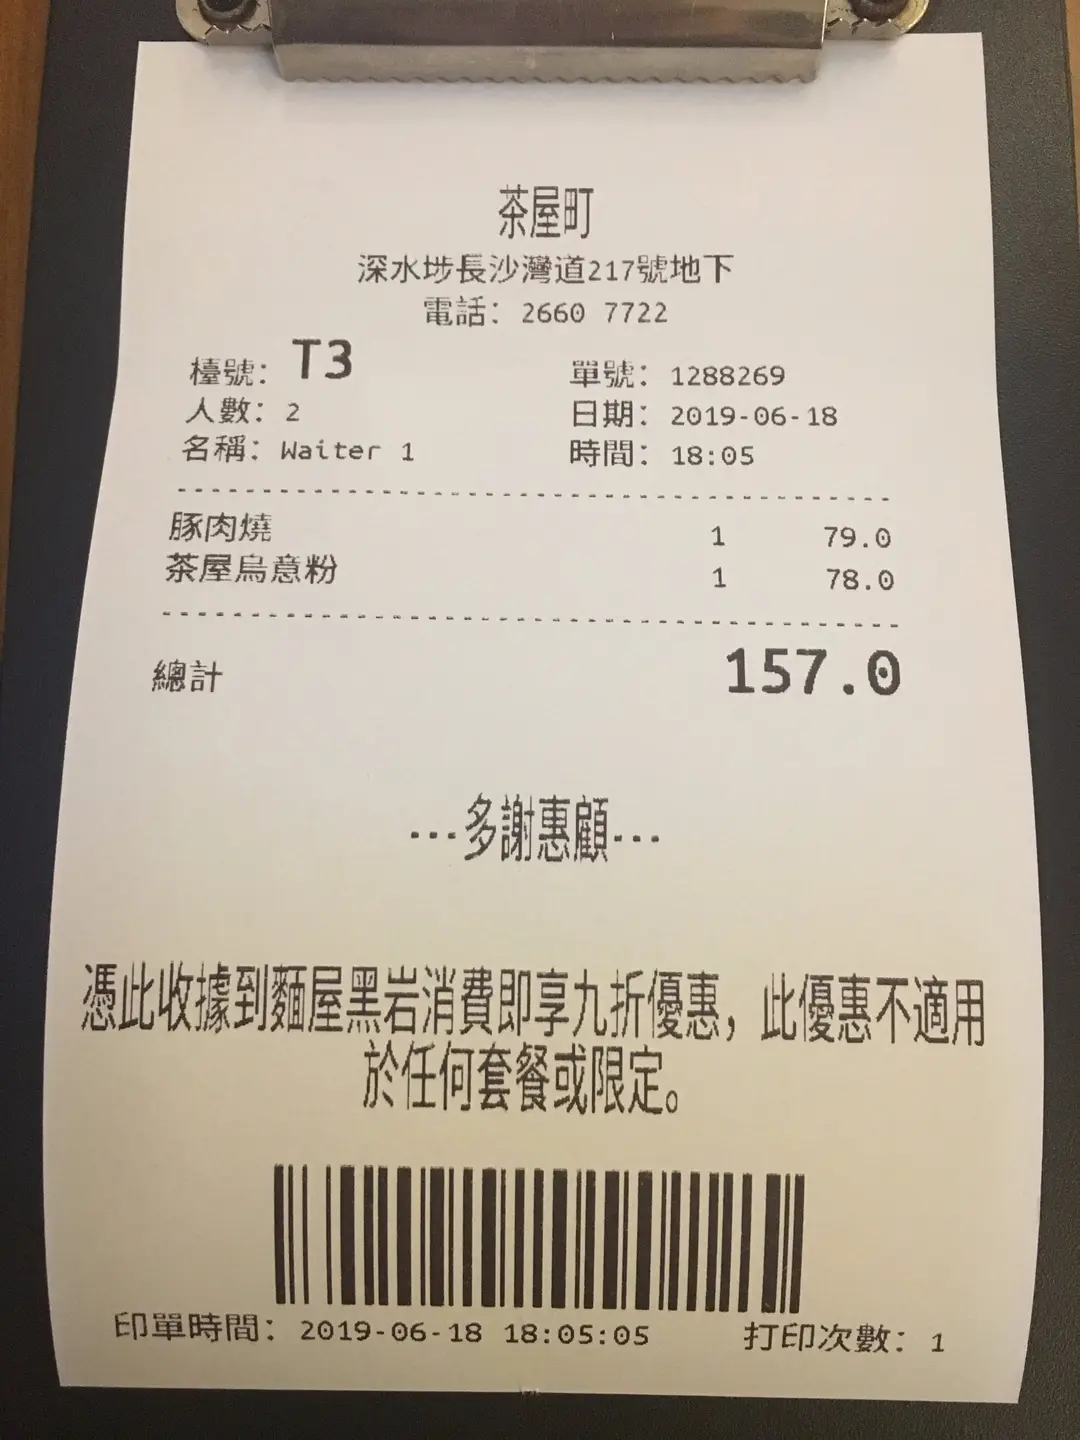 茶屋町
深水埗長沙灣道217號地下
電話：2660 7722
檯號：T3 單號：1288269
人數：2 日期：2019-06-18
名稱：Waiter 1 時間：18:05
豚肉燒 1 79.0
茶屋烏意粉 1 78.0
總計 157.0
---多謝惠顧---
憑此收據到麵屋黑岩消費即享九折優惠，此優惠不適用
於任何套餐或限定。
印單時間：2019-06-18 18:05:05 打印次數：1